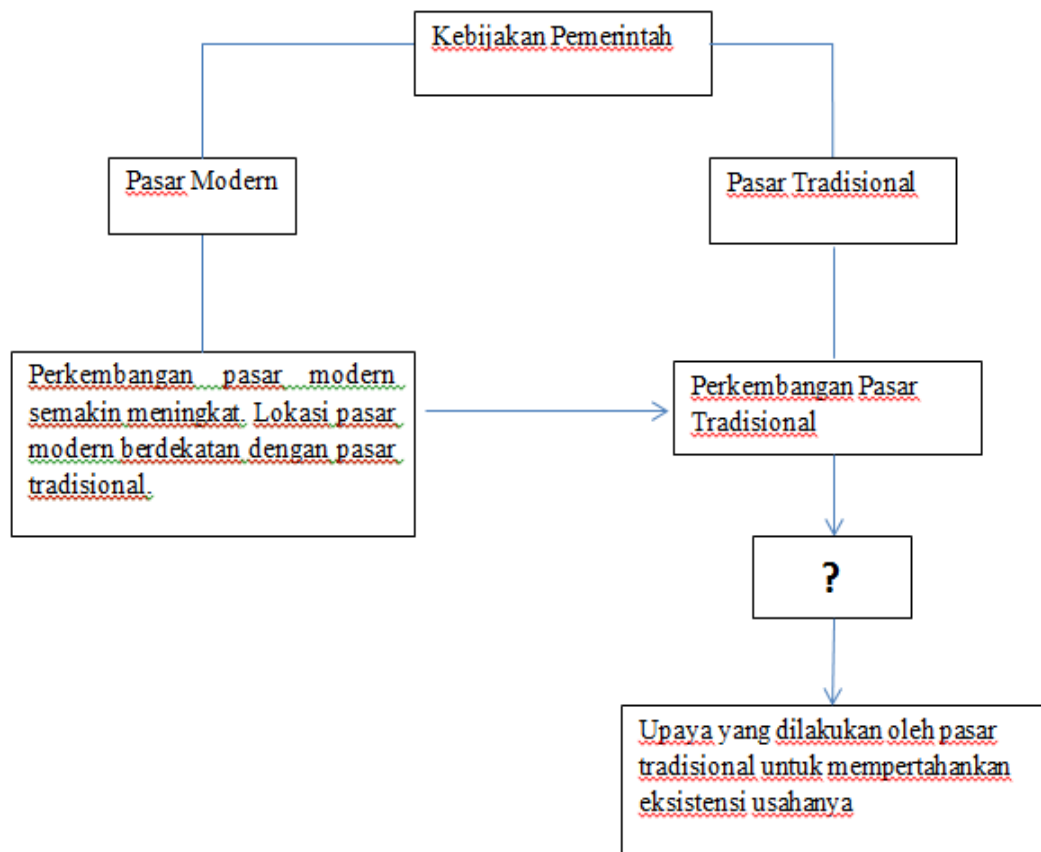 Kebijakan Pemerintah
Pasar Modern
Pasar Tradisional
Perkembangan pasar modern
semakin meningkat. Lokasi pasar
modern berdekatan dengan pasar
tradisional.
Perkembangan Pasar
Tradisional
?
Upaya yang dilakukan oleh pasar
tradisional untuk mempertahankan
eksistensi usahanya